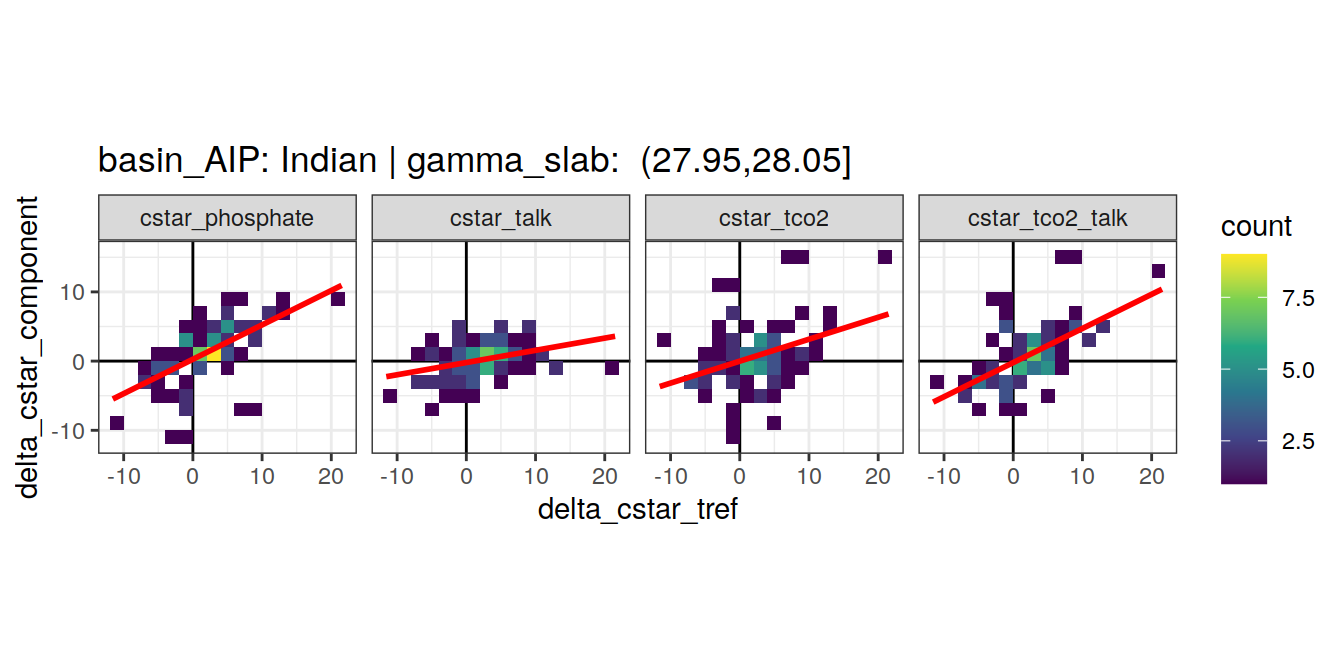 basin_AIP: Indian | gamma_slab:  (27.95,28.05]
cstar_phosphate
cstar_talk
cstar_tco2
cstar_tco2_talk
delta_cstar_component
10
0
-10
-10 0 10 20
-10 0 10 20
-10 0 10 20
-10 0 10 20
delta_cstar_tref
count
7.5
5.0
2.5